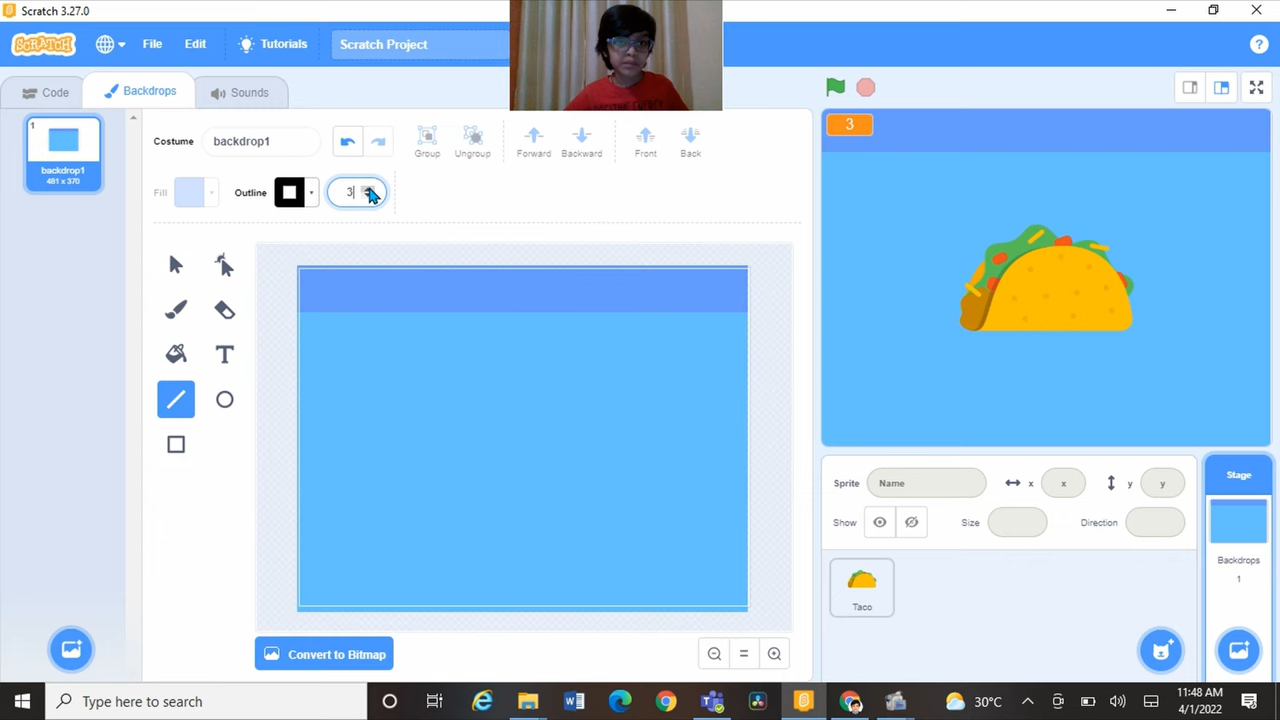 Scratch 3.27.0
SCRATCH
File
Edit
Tutorials
Scratch Project
Code
Backdrops
Sounds
1
backdrop1
481 x 370
Costume
backdrop1
Group
Ungroup
Forward
Backward
Front
Back
Fill
Outline
3
T
Convert to Bitmap
3
Sprite
Name
x
x
y
y
Show
Size
Direction
Taco
Stage
Backdrops
1
Type here to search
30°C
11:48 AM
4/1/2022